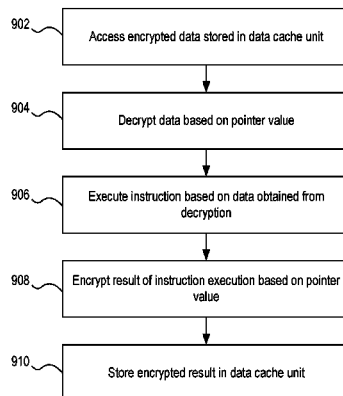 902
Access encrypted data stored in data cache unit
904
Decrypt data based on pointer value
906
Execute instruction based on data obtained from
decryption
908
Encrypt result of instruction execution based on pointer
value
910
Store encrypted result in data cache unit